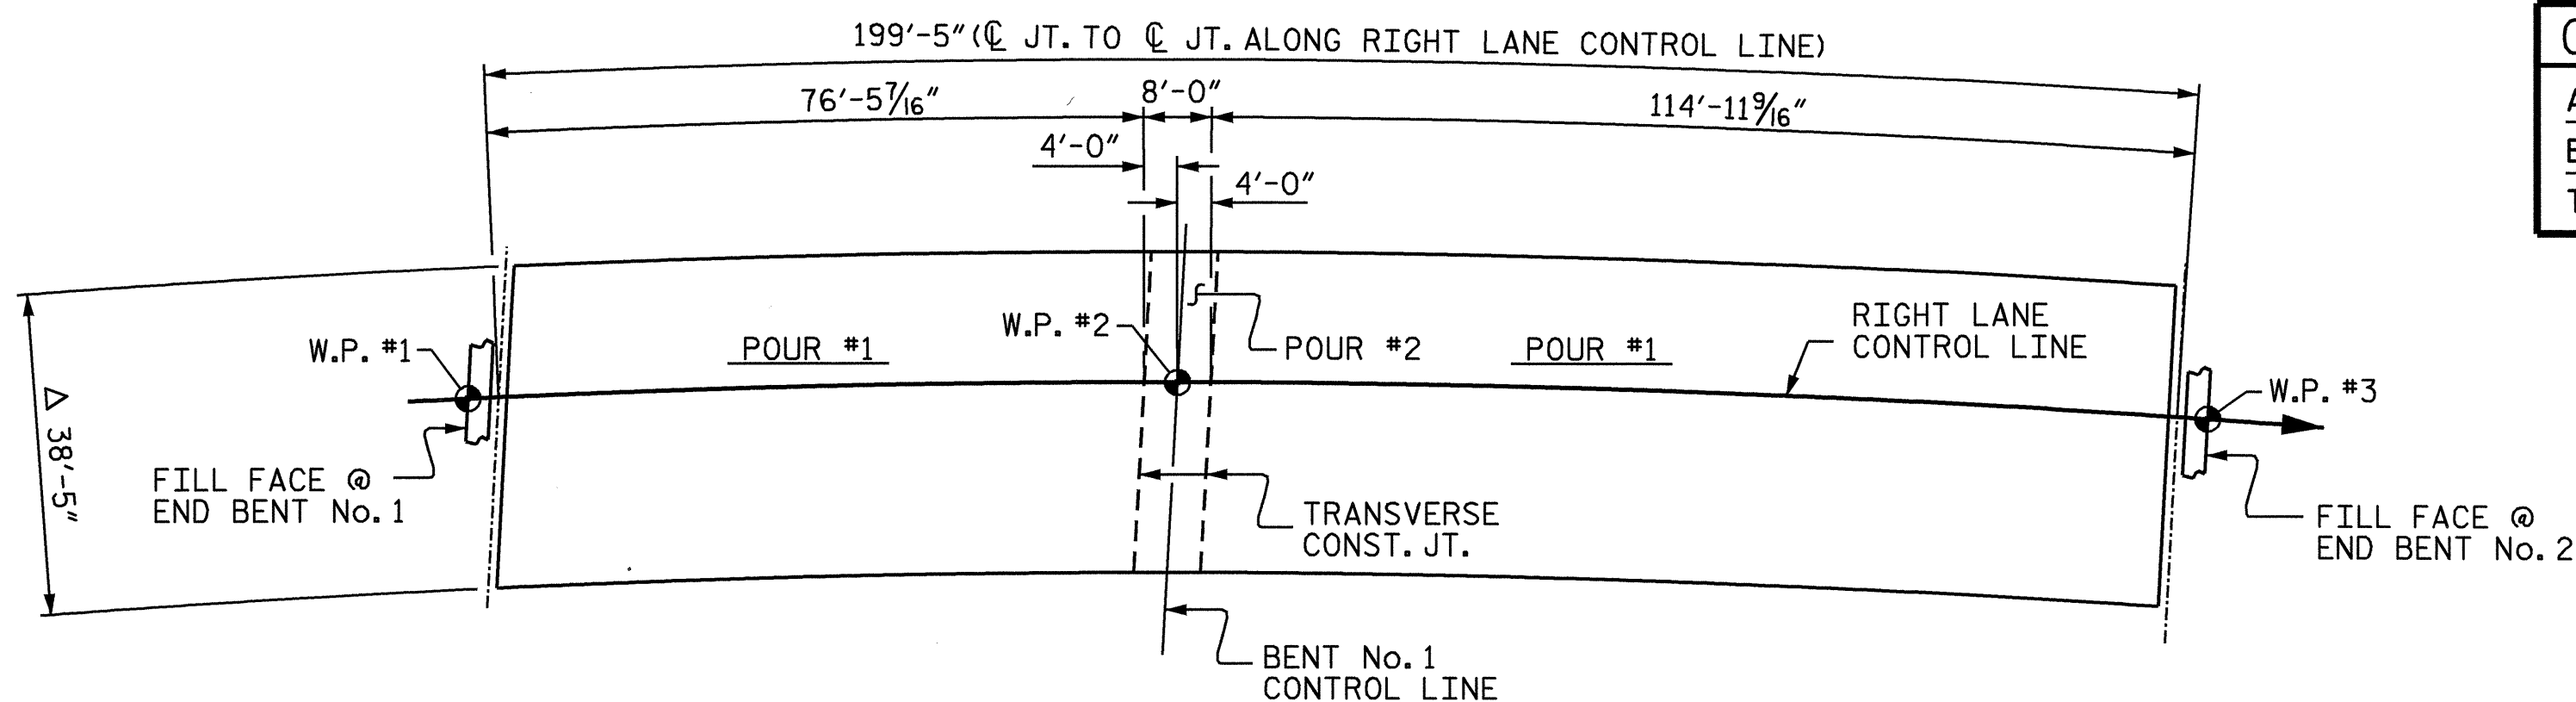 199'-5" (℄ JT. TO ℄ JT. ALONG RIGHT LANE CONTROL LINE)
76'-5 7/16"
8'-0"
114'-11 9/16"
4'-0"
4'-0"
Δ 38'-5"
W.P. #1
POUR #1
W.P. #2
POUR #2
POUR #1
RIGHT LANE
CONTROL LINE
W.P. #3
FILL FACE @
END BENT No. 1
TRANSVERSE
CONST. JT.
FILL FACE @
END BENT No. 2
BENT No. 1
CONTROL LINE